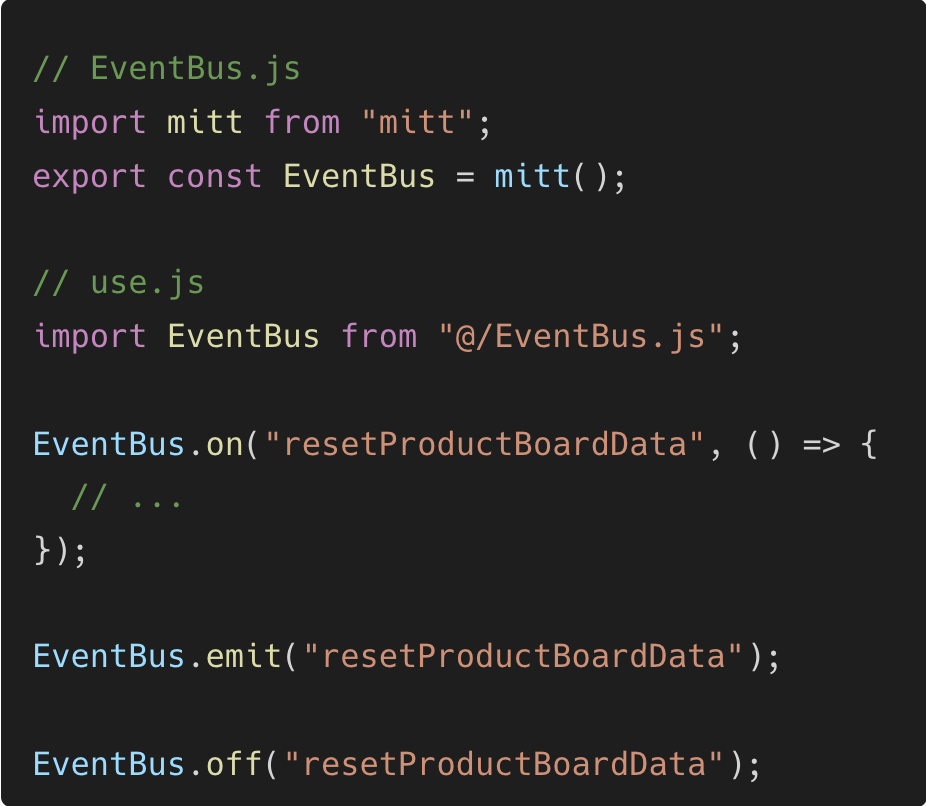 // EventBus.js
import mitt from "mitt";
export const EventBus = mitt();
// use.js
import EventBus from "@/EventBus.js";
EventBus.on("resetProductBoardData", () => {
// ...
});
EventBus.emit("resetProductBoardData");
EventBus.off("resetProductBoardData");